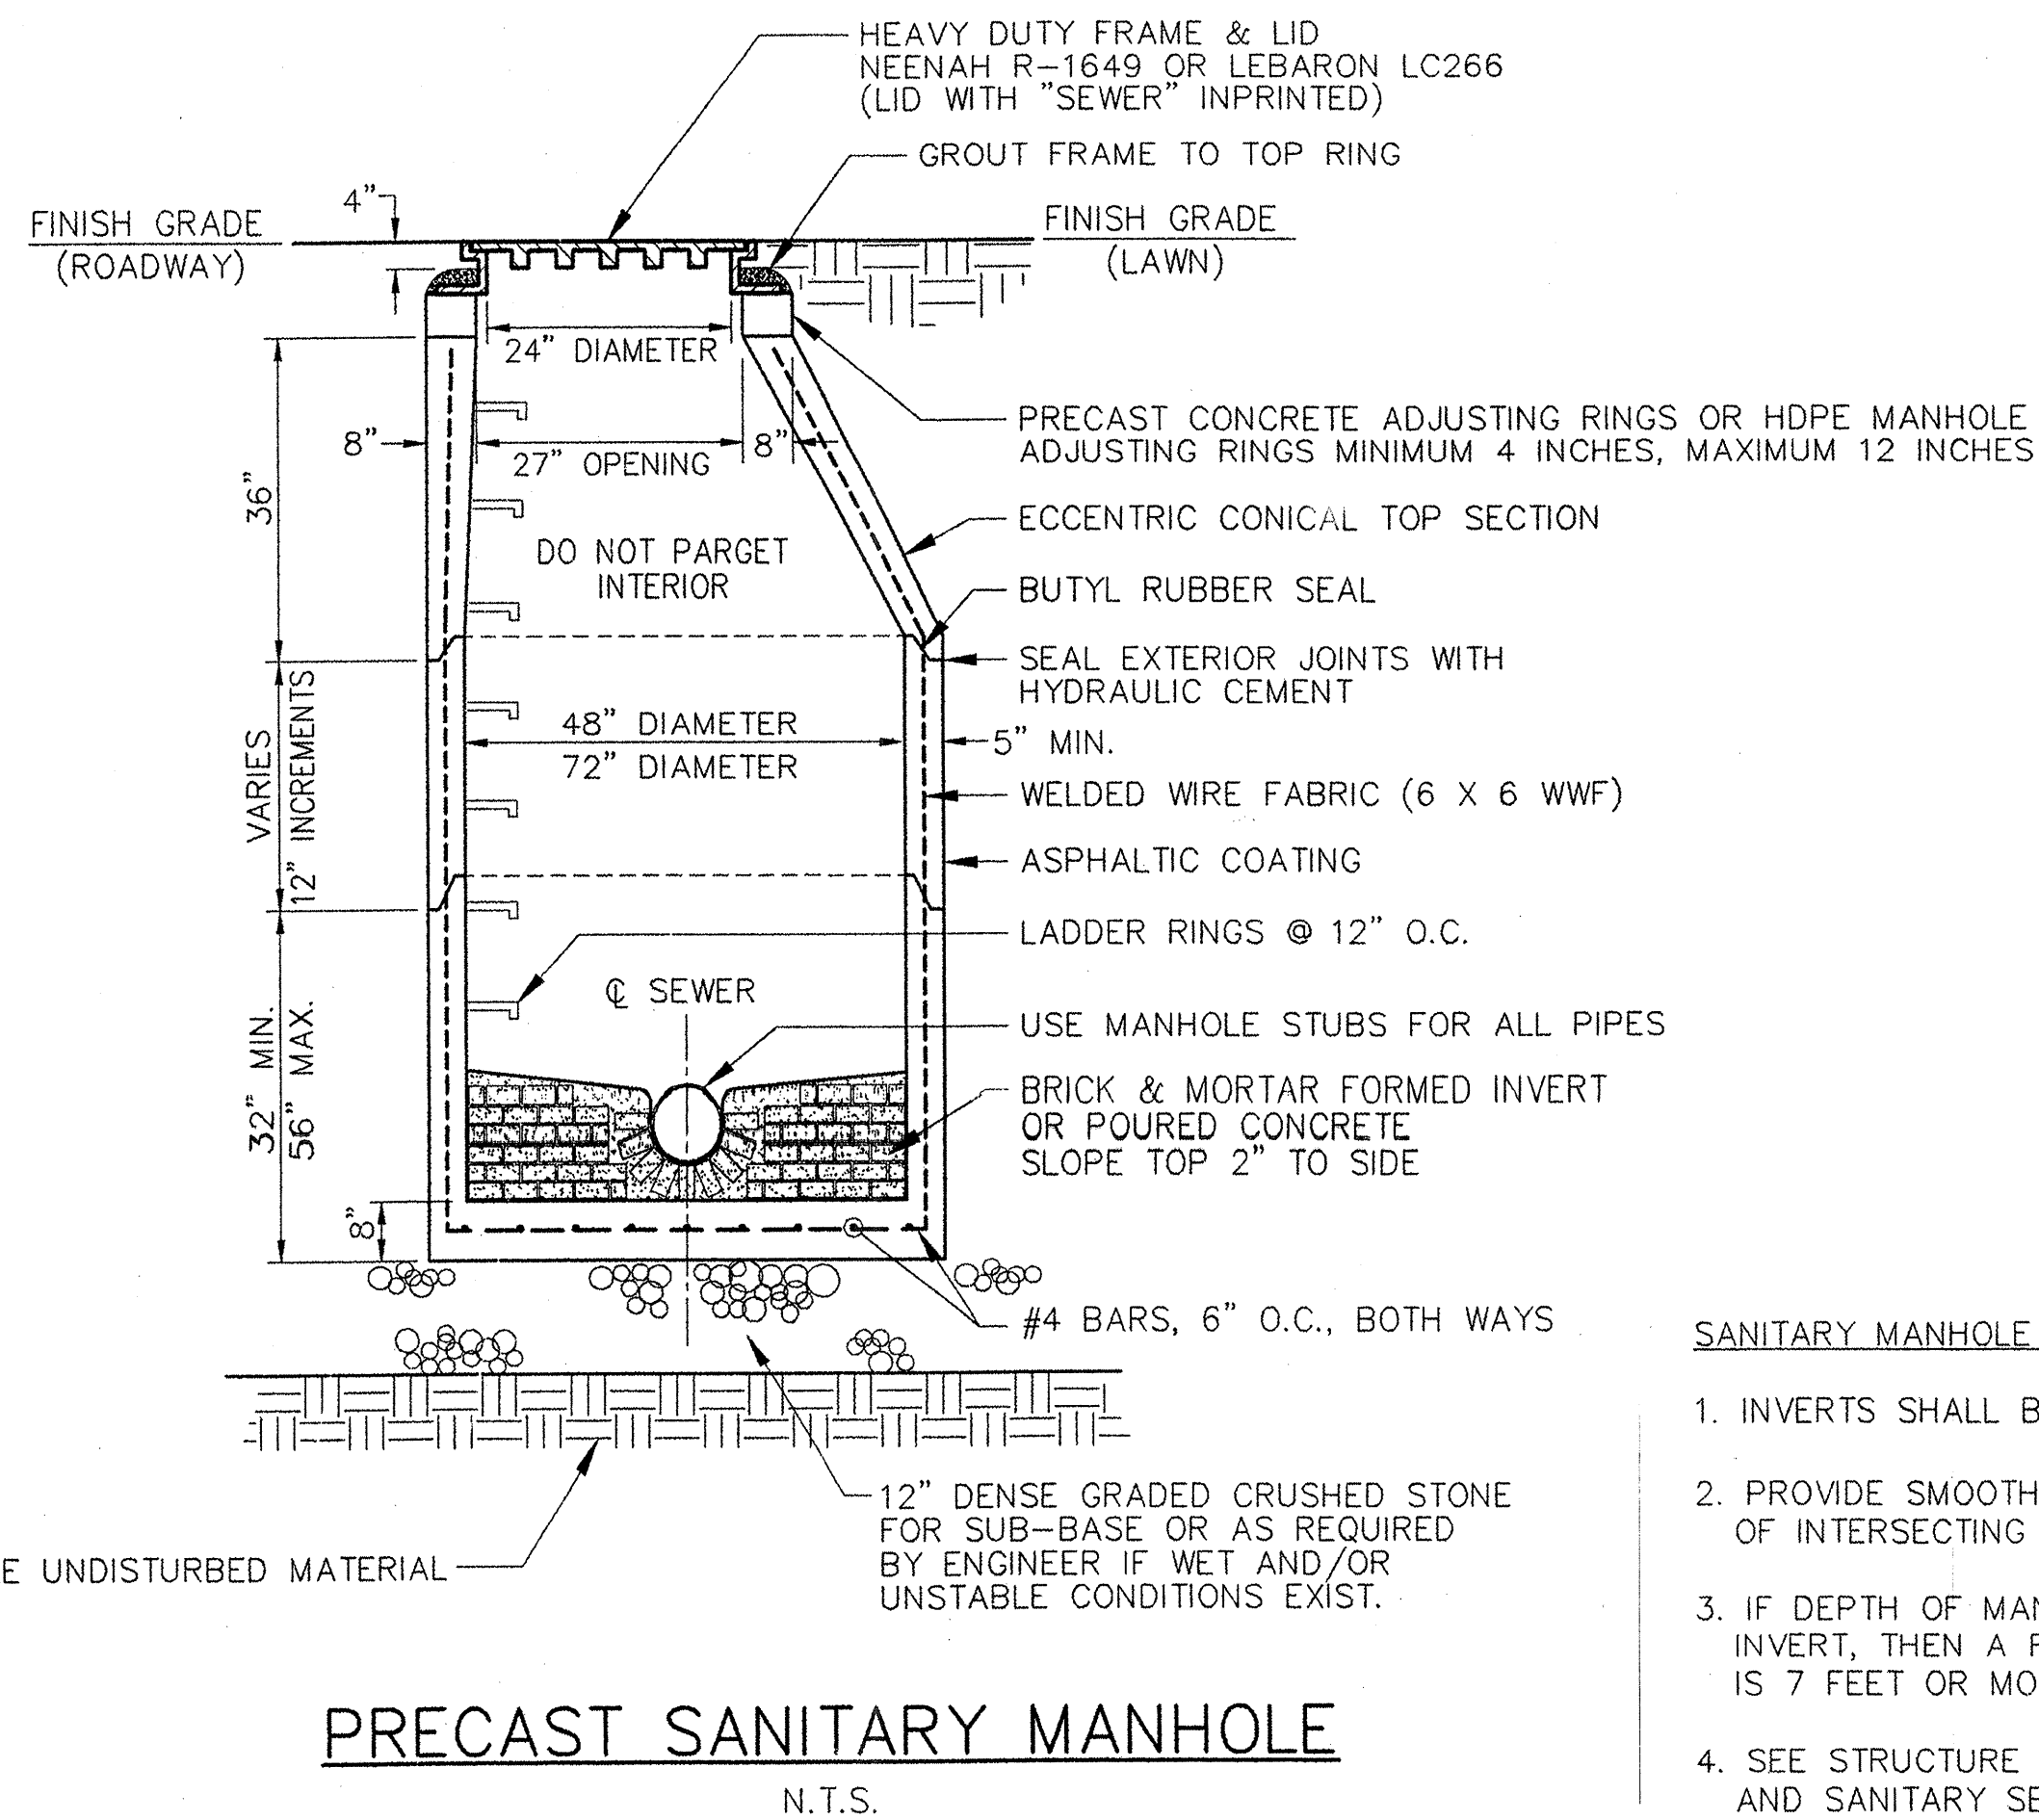 HEAVY DUTY FRAME & LID
NEENAH R-1649 OR LEBARON LC266
(LID WITH "SEWER" INPRINTED)
GROUT FRAME TO TOP RING
4"
FINISH GRADE
(ROADWAY)
FINISH GRADE
(LAWN)
24" DIAMETER
PRECAST CONCRETE ADJUSTING RINGS OR HDPE MANHOLE
ADJUSTING RINGS MINIMUM 4 INCHES, MAXIMUM 12 INCHES
8"
27" OPENING
8"
36"
ECCENTRIC CONICAL TOP SECTION
DO NOT PARGET
INTERIOR
BUTYL RUBBER SEAL
SEAL EXTERIOR JOINTS WITH
HYDRAULIC CEMENT
VARIES
12" INCREMENTS
48" DIAMETER
72" DIAMETER
5" MIN.
WELDED WIRE FABRIC (6 X 6 WWF)
ASPHALTIC COATING
LADDER RINGS @ 12" O.C.
℄ SEWER
32" MIN.
56" MAX.
USE MANHOLE STUBS FOR ALL PIPES
BRICK & MORTAR FORMED INVERT
OR POURED CONCRETE
SLOPE TOP 2" TO SIDE
8"
#4 BARS, 6" O.C., BOTH WAYS
12" DENSE GRADED CRUSHED STONE
FOR SUB-BASE OR AS REQUIRED
BY ENGINEER IF WET AND/OR
UNSTABLE CONDITIONS EXIST.
E UNDISTURBED MATERIAL
PRECAST SANITARY MANHOLE
N.T.S.
SANITARY MANHOLE
1. INVERTS SHALL B
2. PROVIDE SMOOTH
OF INTERSECTING
3. IF DEPTH OF MAN
INVERT, THEN A
IS 7 FEET OR MO
4. SEE STRUCTURE
AND SANITARY SE